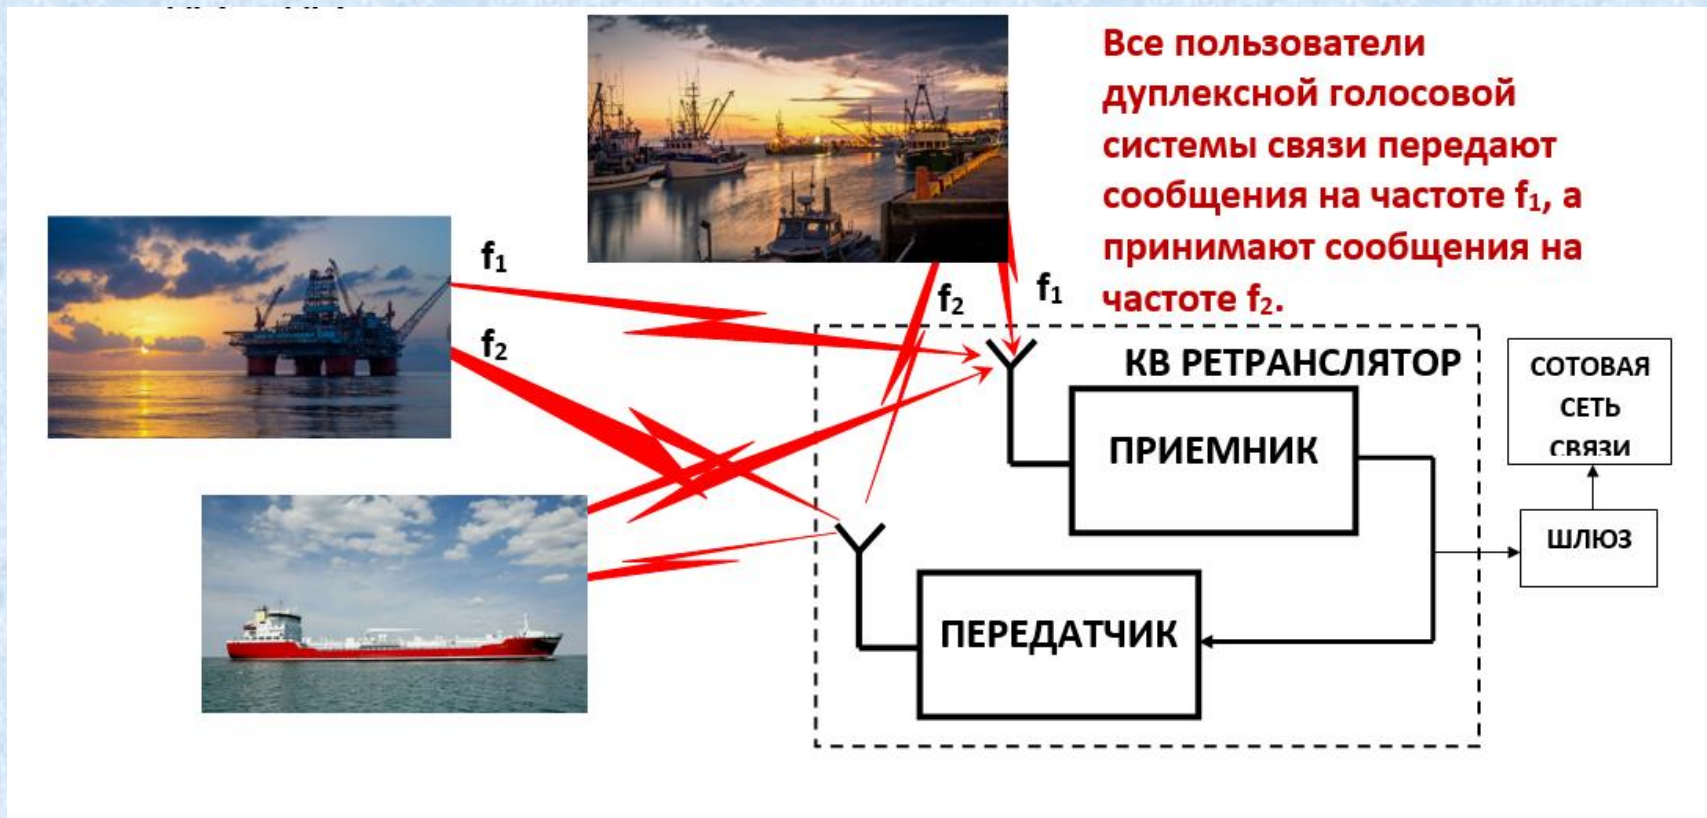 Все пользователи
дуплексной голосовой
системы связи передают
сообщения на частоте f₁, а
принимают сообщения на
частоте f₂.
f₁
f₂
f₂
f₁
КВ РЕТРАНСЛЯТОР
ПРИЕМНИК
ПЕРЕДАТЧИК
СОТОВАЯ
СЕТЬ
СВЯЗИ
ШЛЮЗ